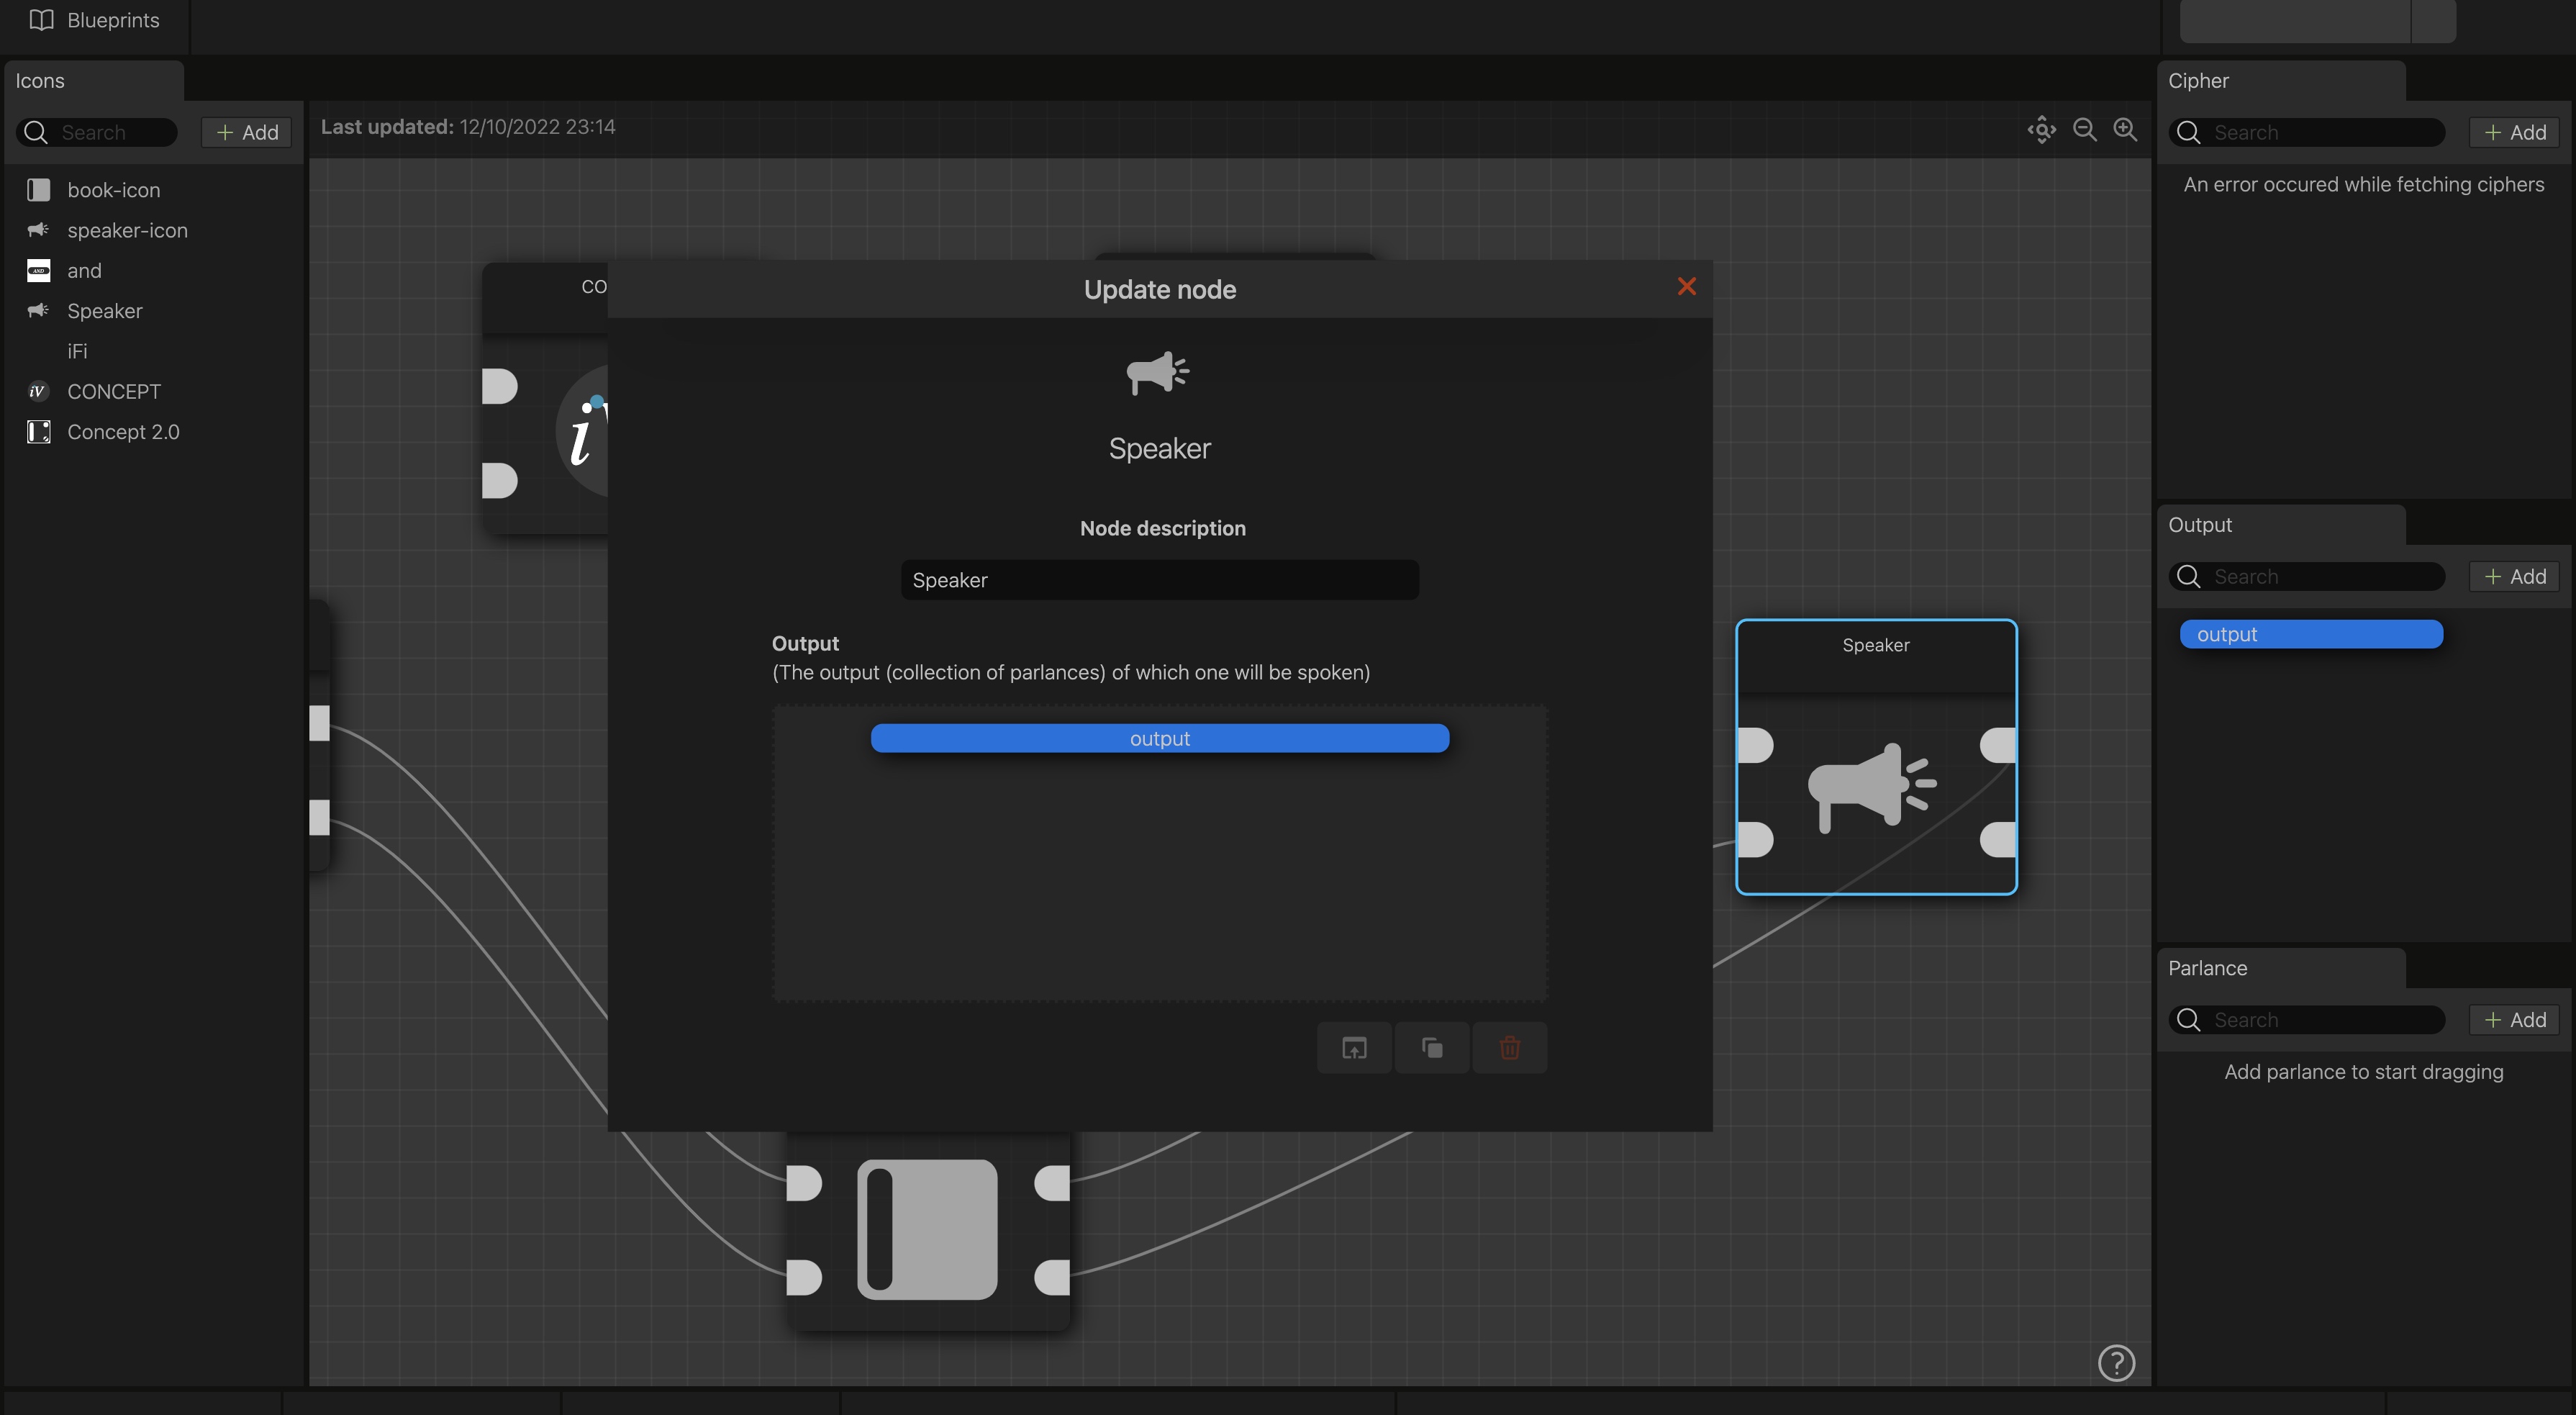 Blueprints
Icons
Search
+ Add
book-icon
speaker-icon
AND
and
Speaker
iFi
iV
CONCEPT
Concept 2.0
Last updated: 12/10/2022 23:14
CO
i
Update node
Speaker
Node description
Speaker
Output
(The output (collection of parlances) of which one will be spoken)
output
Speaker
?
Cipher
Search
+ Add
An error occured while fetching ciphers
Output
Search
+ Add
output
Parlance
Search
+ Add
Add parlance to start dragging